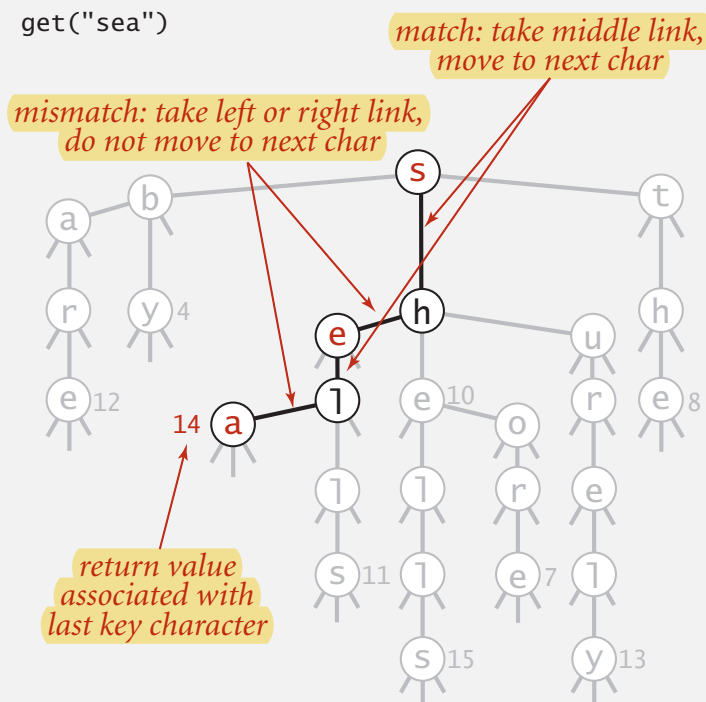 get("sea")
match: take middle link,
move to next char
mismatch: take left or right link,
do not move to next char
s
b
t
a
r
y 4
h
h
e
u
e 12
14 a
l
e 10
o
r
e 8
l
l
r
e
s 11
l
e 7
l
s 15
y 13
return value
associated with
last key character